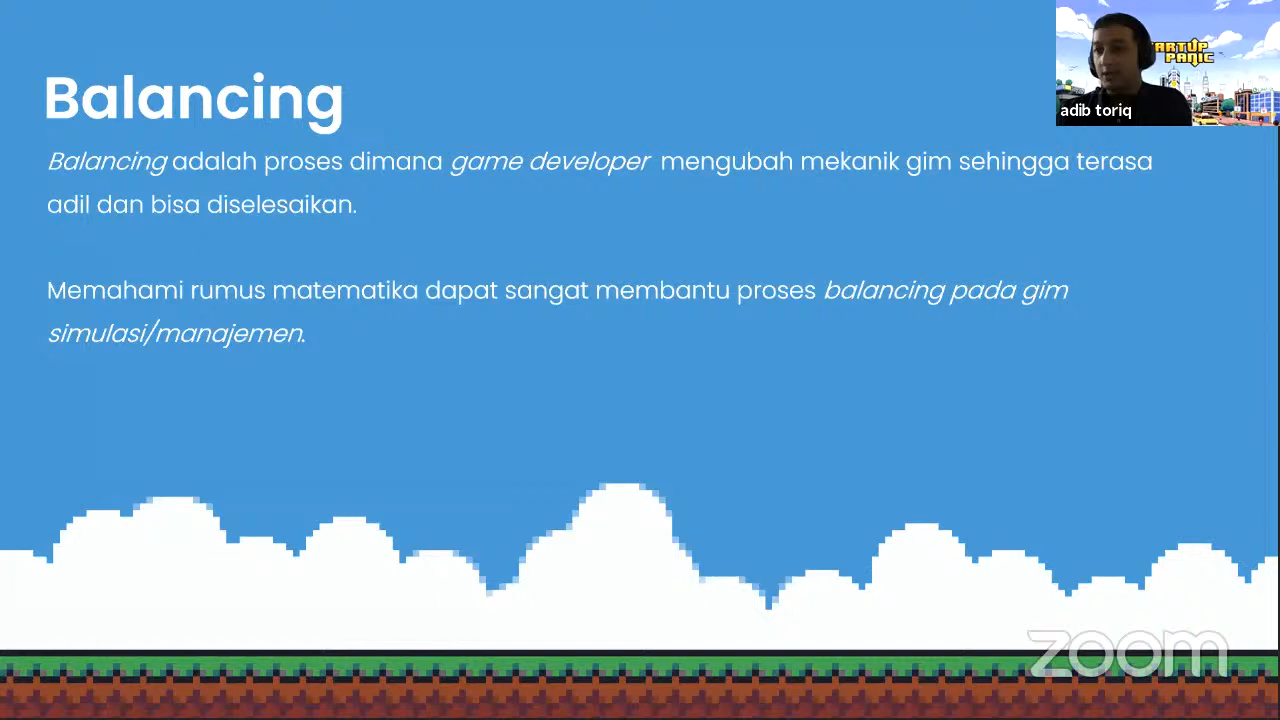 Balancing
Balancing adalah proses dimana game developer mengubah mekanik gim sehingga terasa
adil dan bisa diselesaikan.
Memahami rumus matematika dapat sangat membantu proses balancing pada gim
simulasi/manajemen.
PANIC
adib toriq
zoom